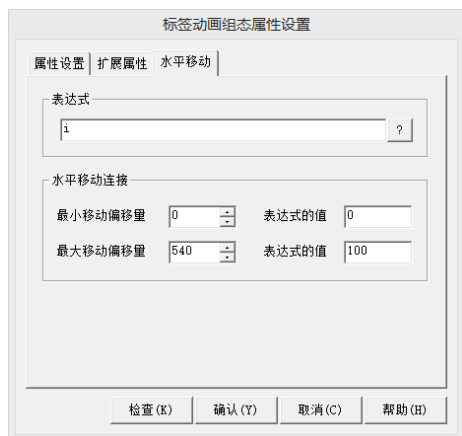 标签动画组态属性设置
属性设置 扩展属性 水平移动
表达式
i ?
水平移动连接
最小移动偏移量 0 表达式的值 0
最大移动偏移量 540 表达式的值 100
检查(K) 确认(Y) 取消(C) 帮助(H)